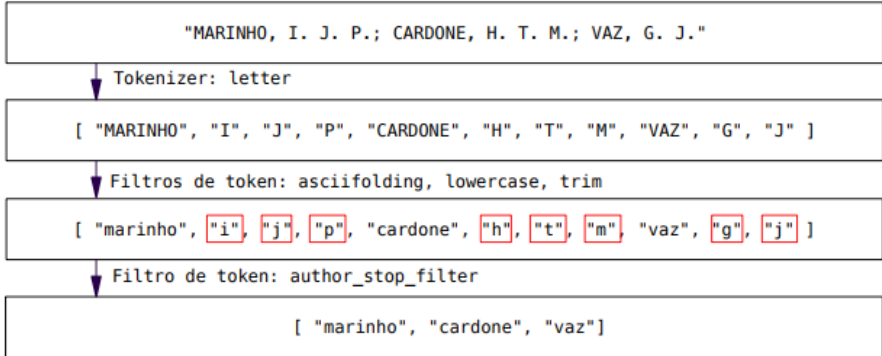 "MARINHO, I. J. P.; CARDONE, H. T. M.; VAZ, G. J."
Tokenizer: letter
[ "MARINHO", "I", "J", "P", "CARDONE", "H", "T", "M", "VAZ", "G", "J" ]
Filtros de token: asciifolding, lowercase, trim
[ "marinho", "i", "j", "p", "cardone", "h", "t", "m", "vaz", "g", "j" ]
Filtro de token: author_stop_filter
[ "marinho", "cardone", "vaz"]